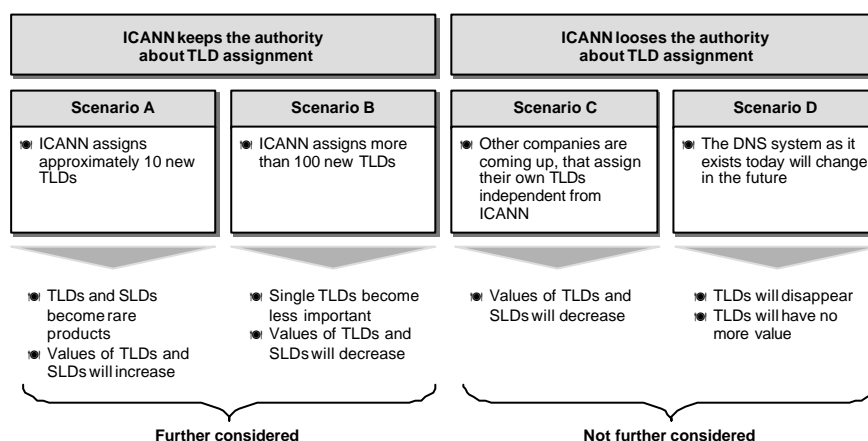 ICANN keeps the authority
about TLD assignment
ICANN looses the authority
about TLD assignment
Scenario A
ICANN assigns
approximately 10 new
TLDs
Scenario B
ICANN assigns more
than 100 new TLDs
Scenario C
Other companies are
coming up, that assign
their own TLDs
independent from
ICANN
Scenario D
The DNS system as it
exists today will change
in the future
TLDs and SLDs
become rare
products
Values of TLDs and
SLDs will increase
Single TLDs become
less important
Values of TLDs and
SLDs will decrease
Values of TLDs and
SLDs will decrease
TLDs will disappear
TLDs will have no
more value
Further considered
Not further considered